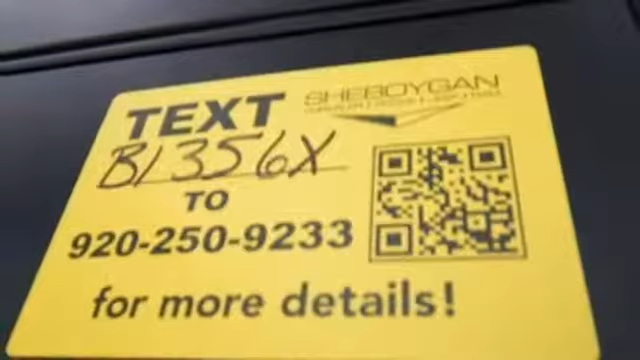 TEXT
SHEBOYGAN
B1356X
TO
920-250-9233
for more details!